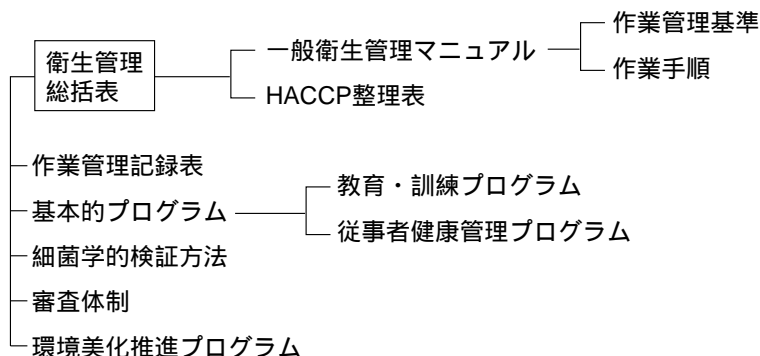 衛生管理
総括表
一般衛生管理マニュアル
HACCP整理表
作業管理基準
作業手順
作業管理記録表
基本的プログラム
教育・訓練プログラム
従事者健康管理プログラム
細菌学的検証方法
審査体制
環境美化推進プログラム